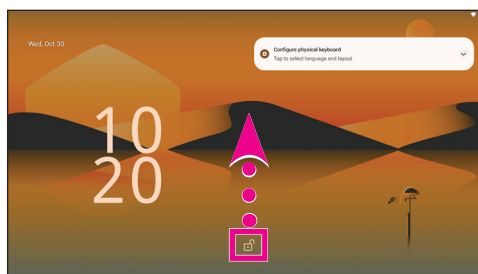 Wed, Oct 30
Configure physical keyboard
Tap to select language and layout
10
20